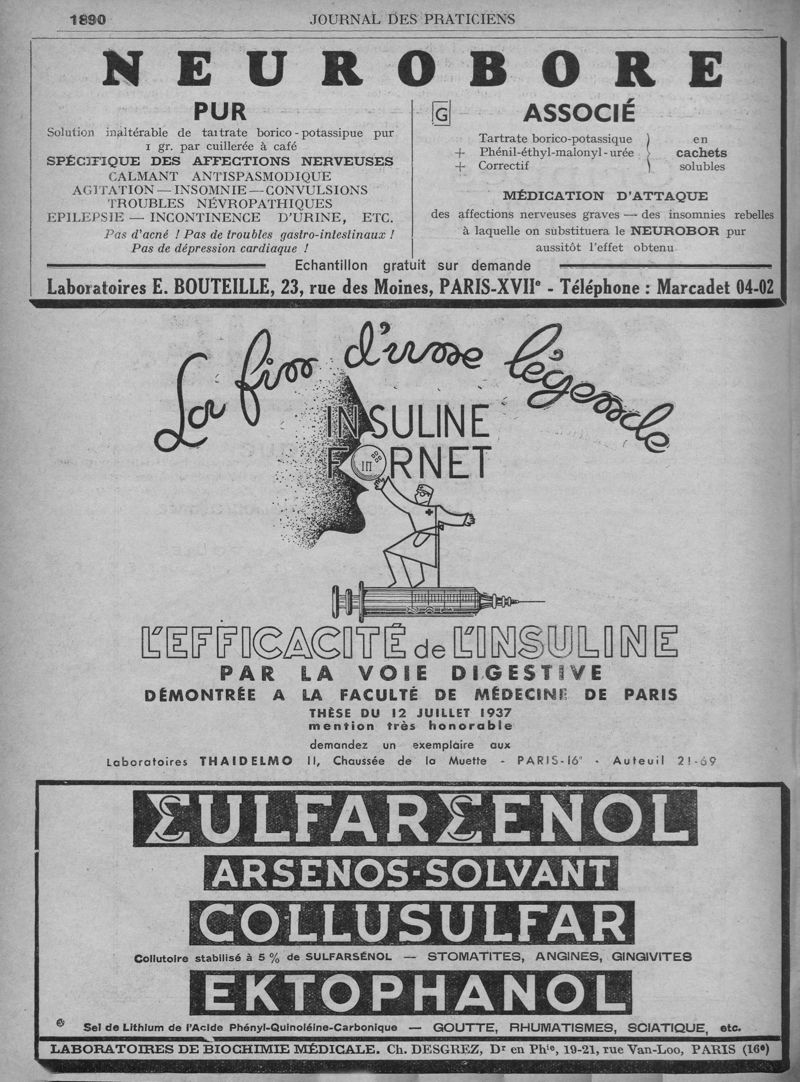 1890
JOURNAL DES PRATICIENS
NEUROBORE
PUR
Solution inaltérable de tartrate borico-potassipue pur
1 gr. par cuillerée à café
SPÉCIFIQUE DES AFFECTIONS NERVEUSES
CALMANT ANTISPASMODIQUE
AGITATION — INSOMNIE — CONVULSIONS
TROUBLES NÉVROPATHIQUES
EPILEPSIE — INCONTINENCE D'URINE, ETC.
Pas d'acné ! Pas de troubles gastro-intestinaux !
Pas de dépression cardiaque !
G ASSOCIÉ
Tartrate borico-potassique ) en
+ Phénil-éthyl-malonyl-urée } cachets
+ Correctif ) solubles
MÉDICATION D'ATTAQUE
des affections nerveuses graves — des insomnies rebelles
à laquelle on substituera le NEUROBOR pur
aussitôt l'effet obtenu
Echantillon gratuit sur demande
Laboratoires E. BOUTEILLE, 23, rue des Moines, PARIS-XVIIe - Téléphone : Marcadet 04-02
La fin d'une légende
INSULINE
FORNET
L'EFFICACITÉ de L'INSULINE
PAR LA VOIE DIGESTIVE
DÉMONTRÉE A LA FACULTÉ DE MÉDECINE DE PARIS
THÈSE DU 12 JUILLET 1937
mention très honorable
demandez un exemplaire aux
Laboratoires THAIDELMO 11, Chaussée de la Muette - PARIS-16e - Auteuil 21-69
SULFARSENOL
ARSENOS-SOLVANT
COLLUSULFAR
Collutoire stabilisé à 5 % de SULFARSÉNOL — STOMATITES, ANGINES, GINGIVITES
EKTOPHANOL
Sel de Lithium de l'Acide Phényl-Quinoléine-Carbonique — GOUTTE, RHUMATISMES, SCIATIQUE, etc.
LABORATOIRES DE BIOCHIMIE MÉDICALE. Ch. DESGREZ, Dr en Phie, 19-21, rue Van-Loo, PARIS (16e)